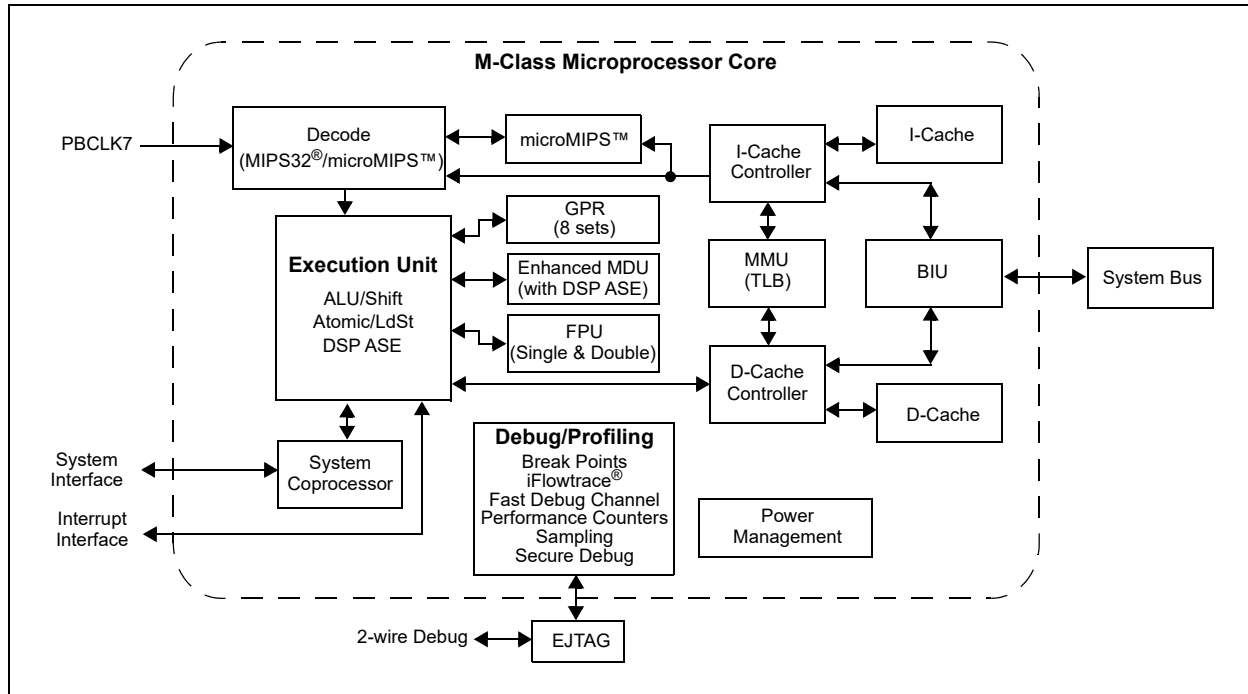 M-Class Microprocessor Core
PBCLK7
Decode
(MIPS32®/microMIPS™)
microMIPS™
I-Cache
Controller
I-Cache
Execution Unit
ALU/Shift
Atomic/LdSt
DSP ASE
GPR
(8 sets)
Enhanced MDU
(with DSP ASE)
FPU
(Single & Double)
MMU
(TLB)
BIU
System Bus
D-Cache
Controller
D-Cache
System
Interface
System
Coprocessor
Interrupt
Interface
Debug/Profiling
Break Points
iFlowtrace®
Fast Debug Channel
Performance Counters
Sampling
Secure Debug
Power
Management
2-wire Debug
EJTAG